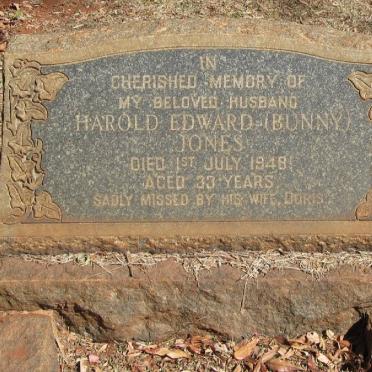 IN
CHERISHED MEMORY OF
MY BELOVED HUSBAND
HAROLD EDWARD-(BUNNY)
JONES
DIED 1ST JULY 1948
AGED 33 YEARS
SADLY MISSED BY HIS WIFE, DORIS.